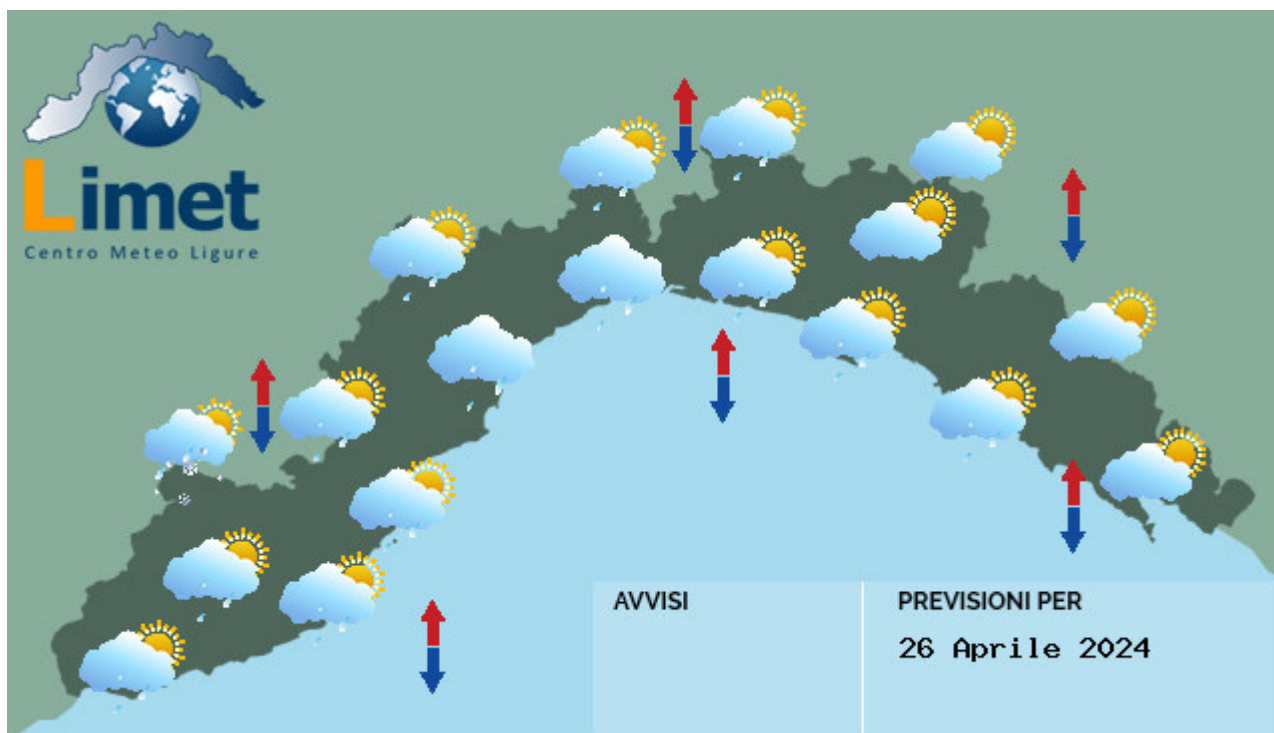 Limet
Centro Meteo Ligure
AVVISI
PREVISIONI PER
26 Aprile 2024